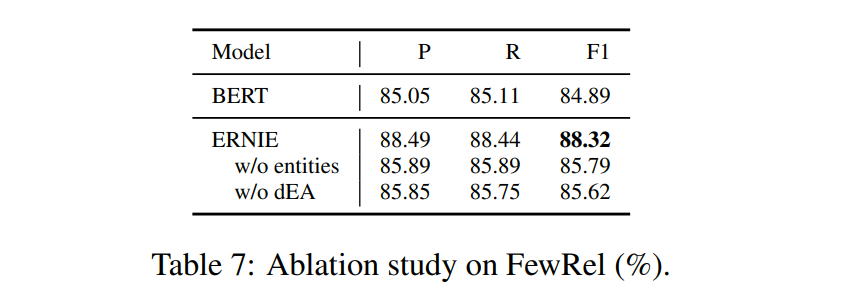 Model P R F1
BERT 85.05 85.11 84.89
ERNIE 88.49 88.44 88.32
w/o entities 85.89 85.89 85.79
w/o dEA 85.85 85.75 85.62
Table 7: Ablation study on FewRel (%).